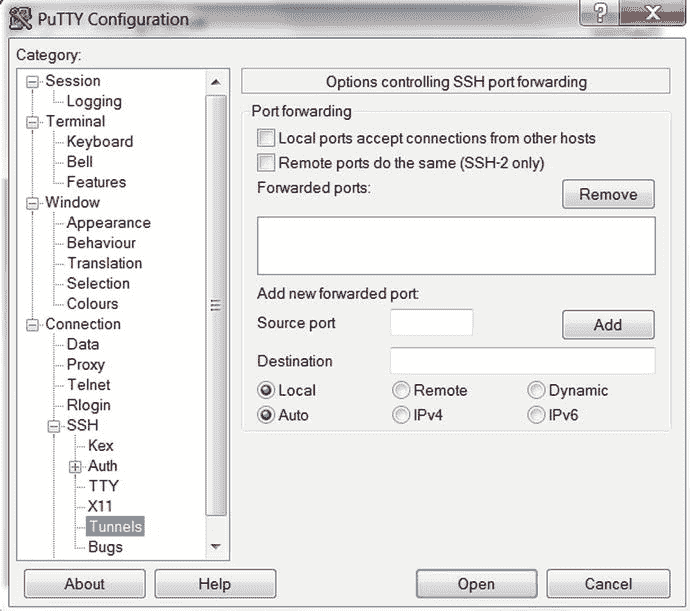 PuTTY Configuration
?
X
Category:
Session
Logging
Terminal
Keyboard
Bell
Features
Window
Appearance
Behaviour
Translation
Selection
Colours
Connection
Data
Proxy
Telnet
Rlogin
SSH
Kex
Auth
TTY
X11
Tunnels
Bugs
Options controlling SSH port forwarding
Port forwarding
Local ports accept connections from other hosts
Remote ports do the same (SSH-2 only)
Forwarded ports:
Remove
Add new forwarded port:
Source port
Add
Destination
Local Remote Dynamic
Auto IPv4 IPv6
About Help Open Cancel